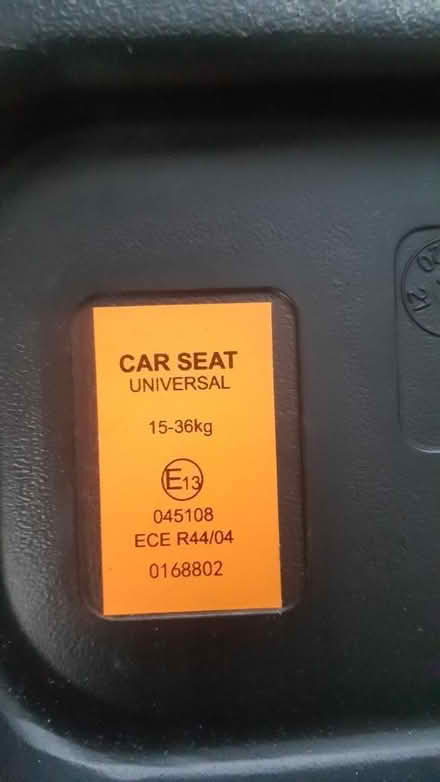 CAR SEAT
UNIVERSAL
15-36kg
E13
045108
ECE R44/04
0168802